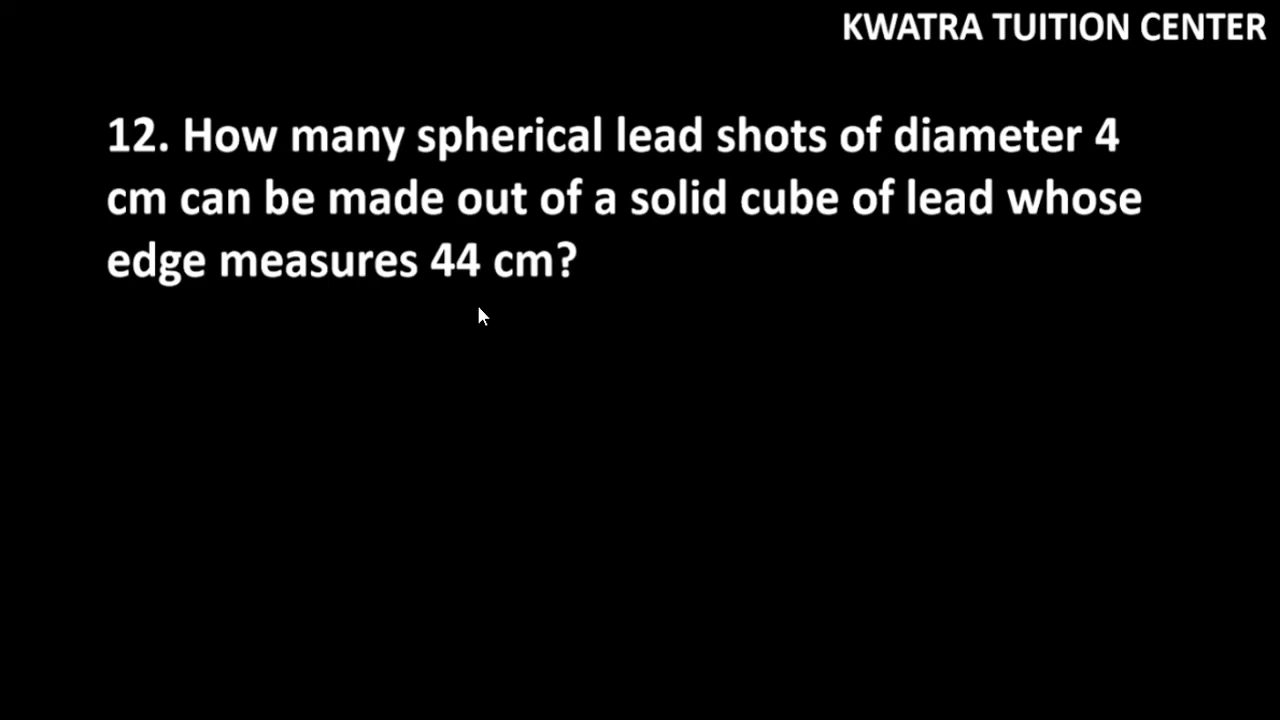 KWATRA TUITION CENTER
12. How many spherical lead shots of diameter 4
cm can be made out of a solid cube of lead whose
edge measures 44 cm?